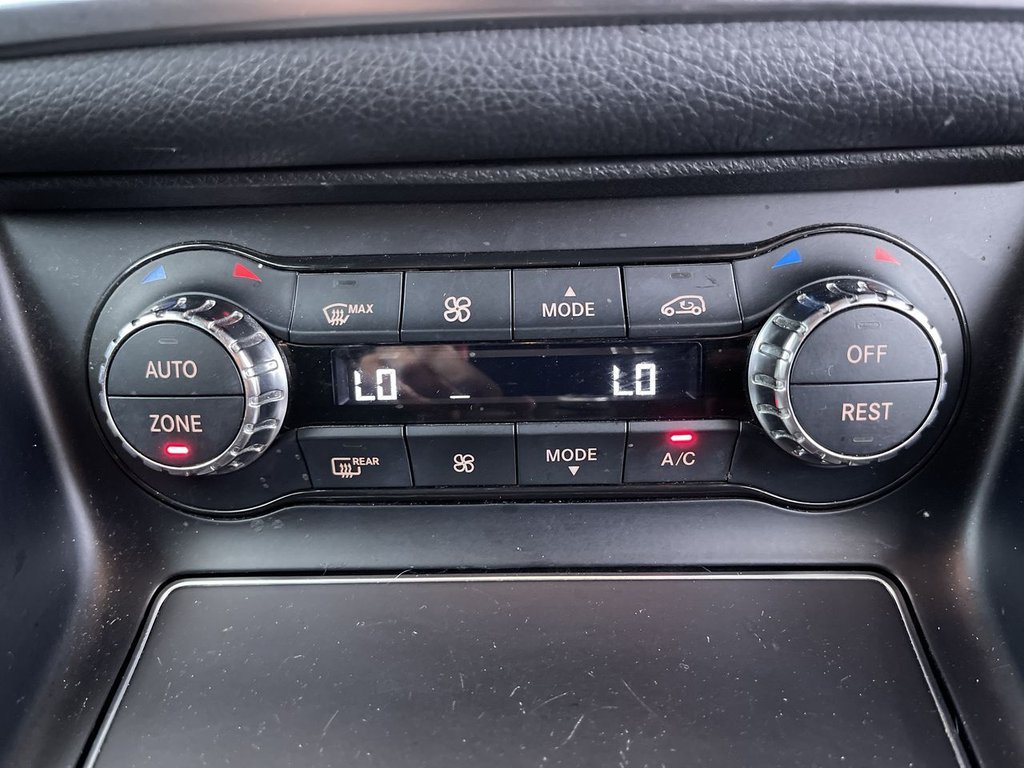 MAX
MODE
AUTO
ZONE
LO
LO
OFF
REST
REAR
MODE
A/C